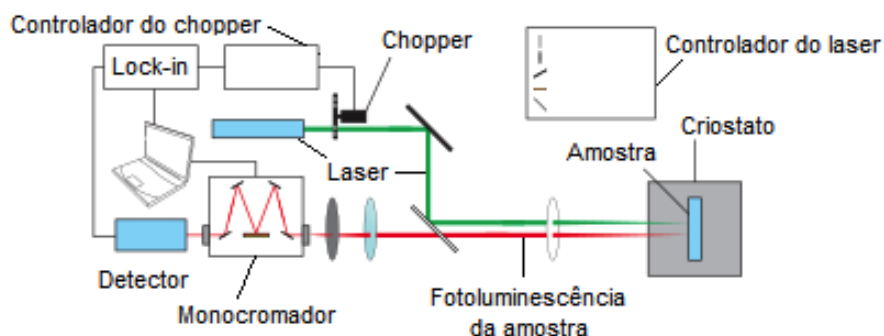 Controlador do chopper
Chopper
Lock-in
Controlador do laser
Criostato
Amostra
Laser
Detector
Monocromador
Fotoluminescência
da amostra